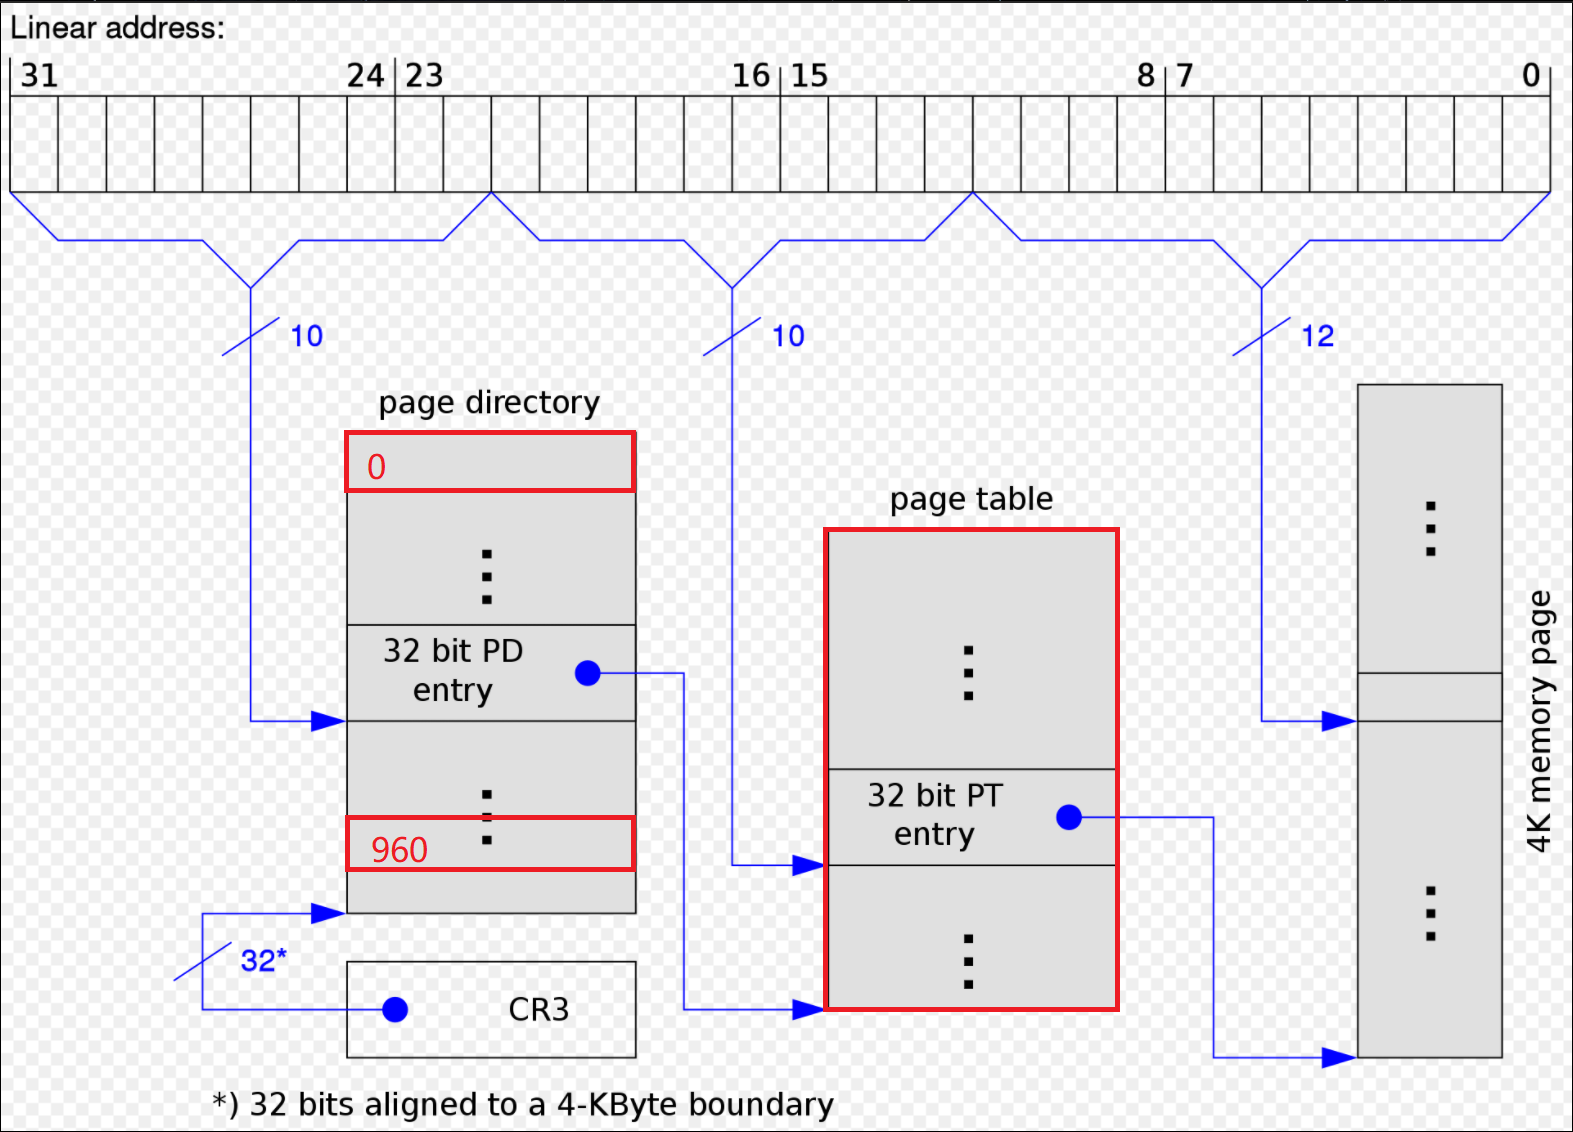 Linear address:
31 24 23 16 15 8 7 0
10 10 12
page directory
0
page table
32 bit PD
entry
32 bit PT
entry
960
4K memory page
32*
CR3
*) 32 bits aligned to a 4-KByte boundary